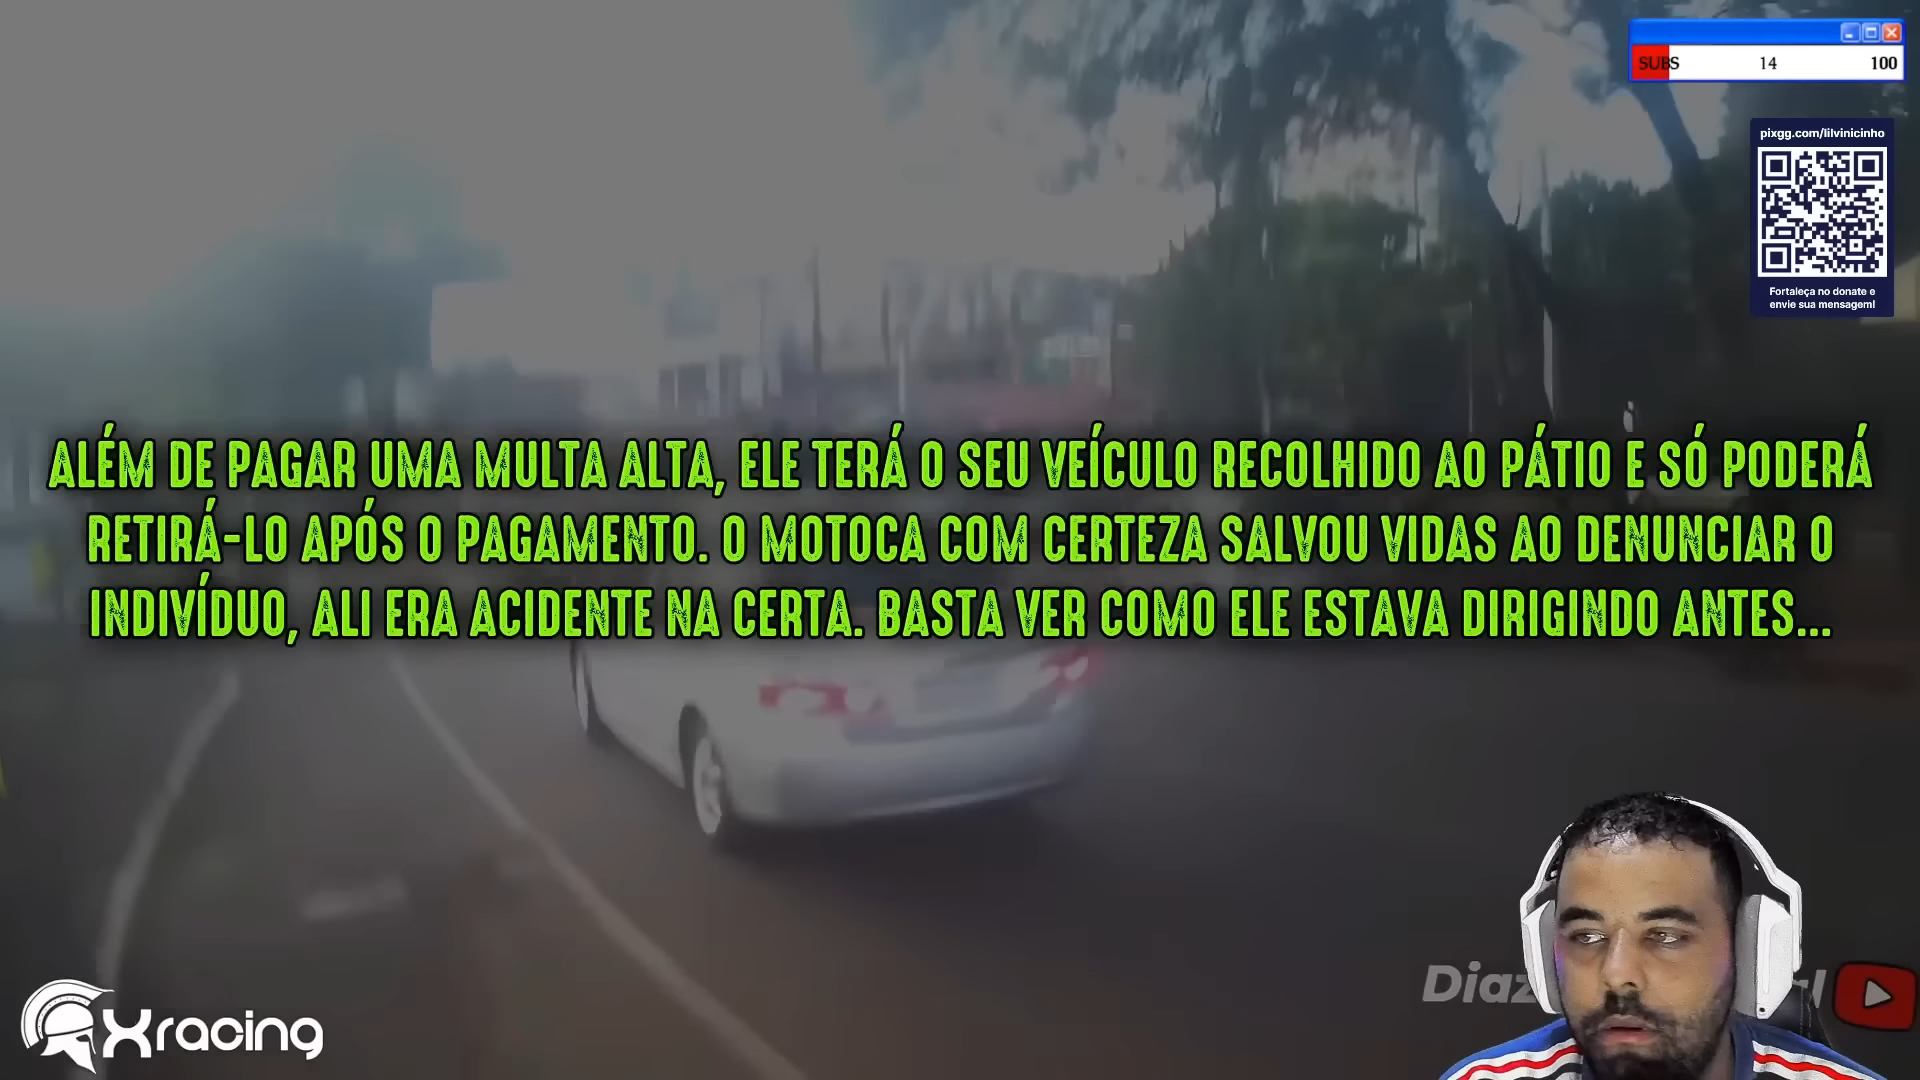 SUBS 14 100
pixgg.com/lilvinicinho
Fortaleça no donate e
envie sua mensagem!
ALÉM DE PAGAR UMA MULTA ALTA, ELE TERÁ O SEU VEÍCULO RECOLHIDO AO PÁTIO E SÓ PODERÁ
RETIRÁ-LO APÓS O PAGAMENTO. O MOTOCA COM CERTEZA SALVOU VIDAS AO DENUNCIAR O
INDIVÍDUO, ALI ERA ACIDENTE NA CERTA. BASTA VER COMO ELE ESTAVA DIRIGINDO ANTES...
Xracing